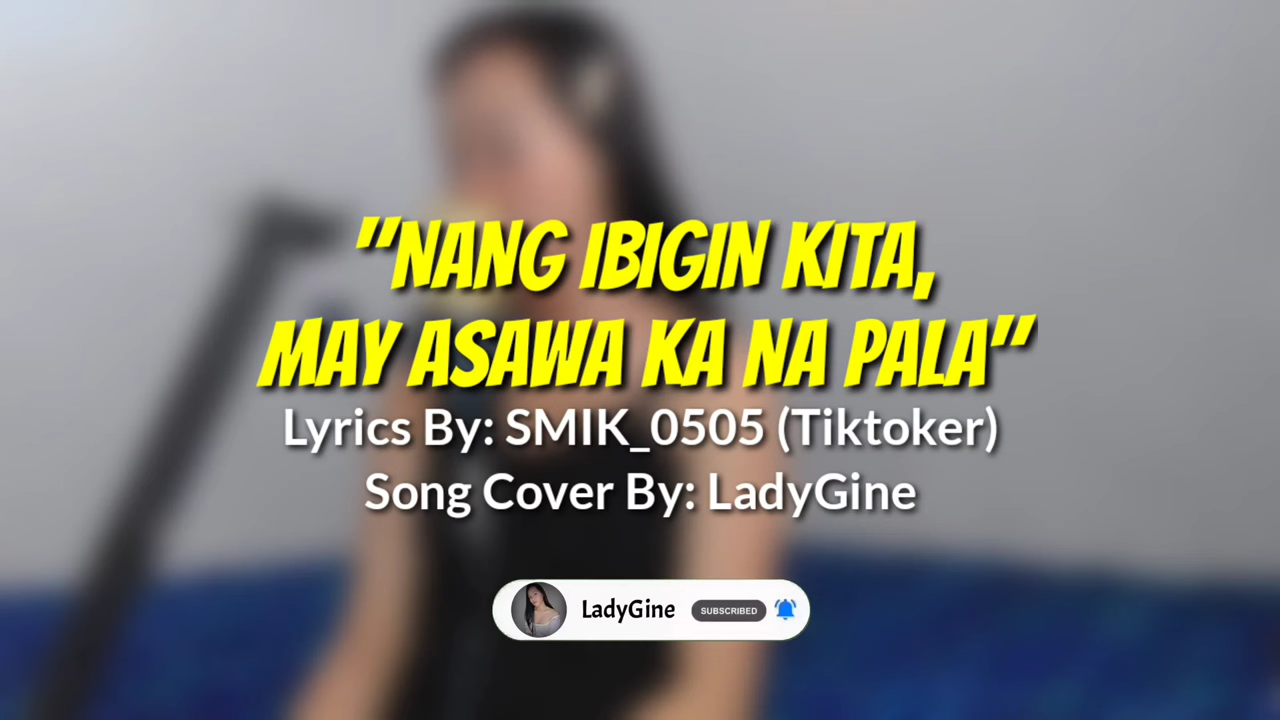 "NANG IBIGIN KITA,
MAY ASAWA KA NA PALA"
Lyrics By: SMIK_0505 (Tiktoker)
Song Cover By: LadyGine
LadyGine SUBSCRIBED